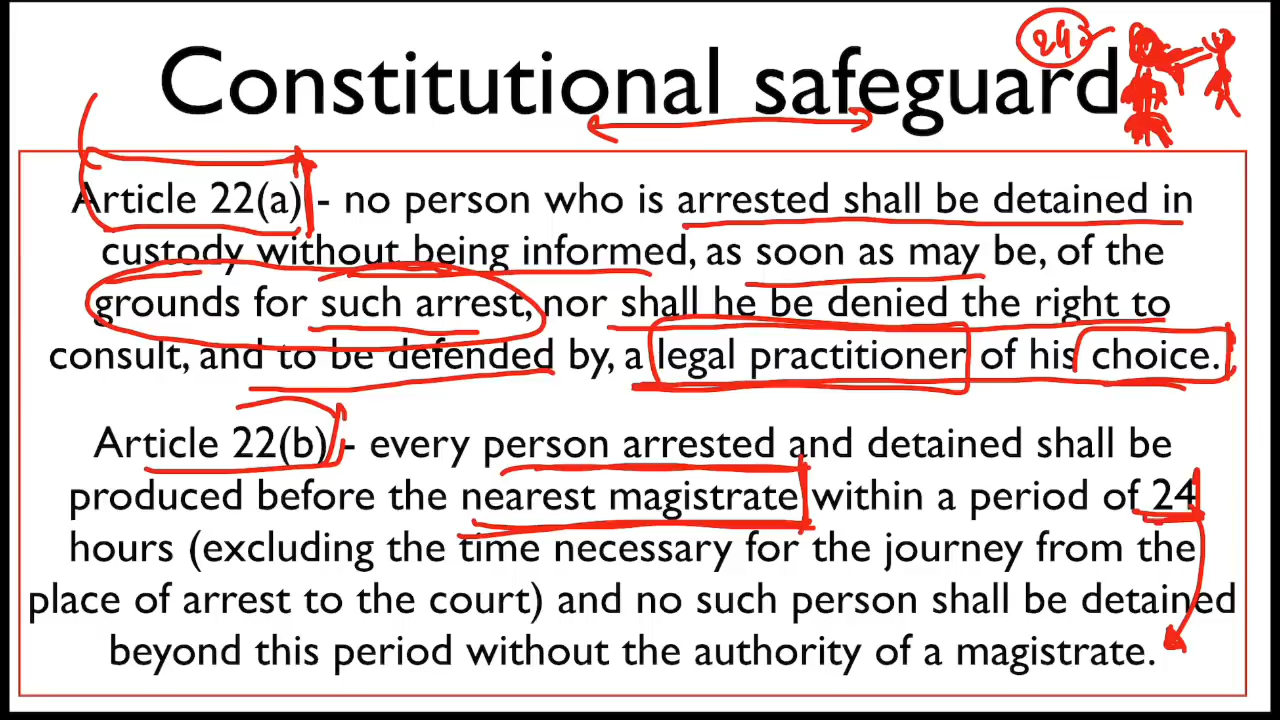 Constitutional safeguard
24
Article 22(a) - no person who is arrested shall be detained in
custody without being informed, as soon as may be, of the
grounds for such arrest, nor shall he be denied the right to
consult, and to be defended by, a legal practitioner of his choice.
Article 22(b) - every person arrested and detained shall be
produced before the nearest magistrate within a period of 24
hours (excluding the time necessary for the journey from the
place of arrest to the court) and no such person shall be detained
beyond this period without the authority of a magistrate.